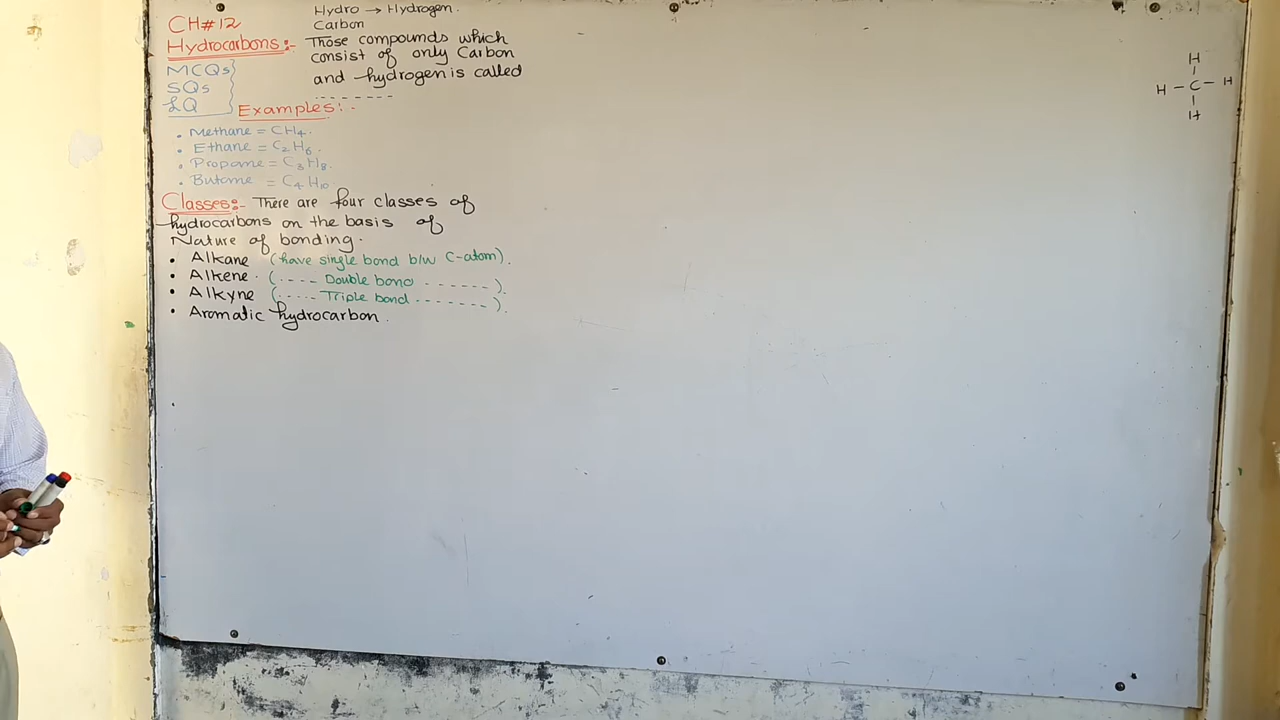 CH#12
Hydro → Hydrogen.
Carbon
Hydrocarbons:- Those compounds which
consist of only Carbon
and hydrogen is called
- - - - - - - -
MCQs
SQs
LQ
Examples:-
• Methane = CH₄.
• Ethane = C₂H₆.
• Propane = C₃H₈.
• Butane = C₄H₁₀
Classes:- There are four classes of
hydrocarbons on the basis of
Nature of bonding.
• Alkane (have single bond b/w C-atom).
• Alkene. (- - - - Double bond - - - - - -).
• Alkyne (- - - - Triple bond - - - - - - -).
• Aromatic hydrocarbon.
H
H - C - H
H